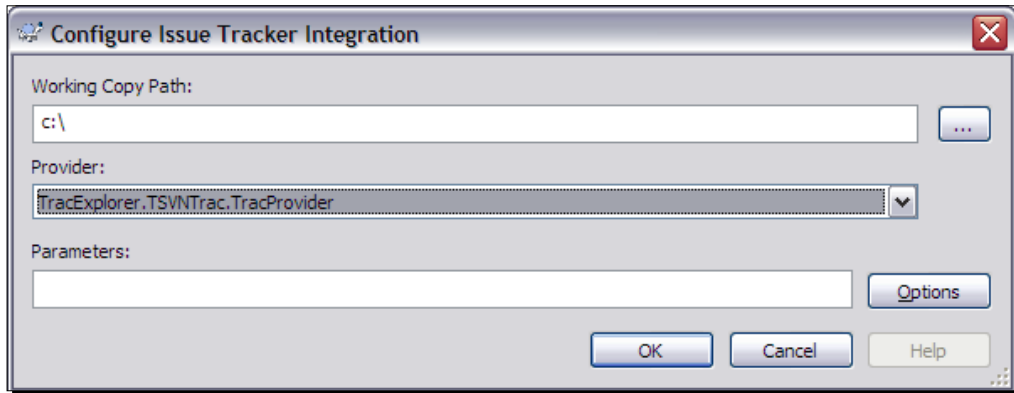 Configure Issue Tracker Integration
Working Copy Path:
c:\
...
Provider:
TracExplorer.TSVNTrac.TracProvider
Parameters:
Options
OK Cancel Help